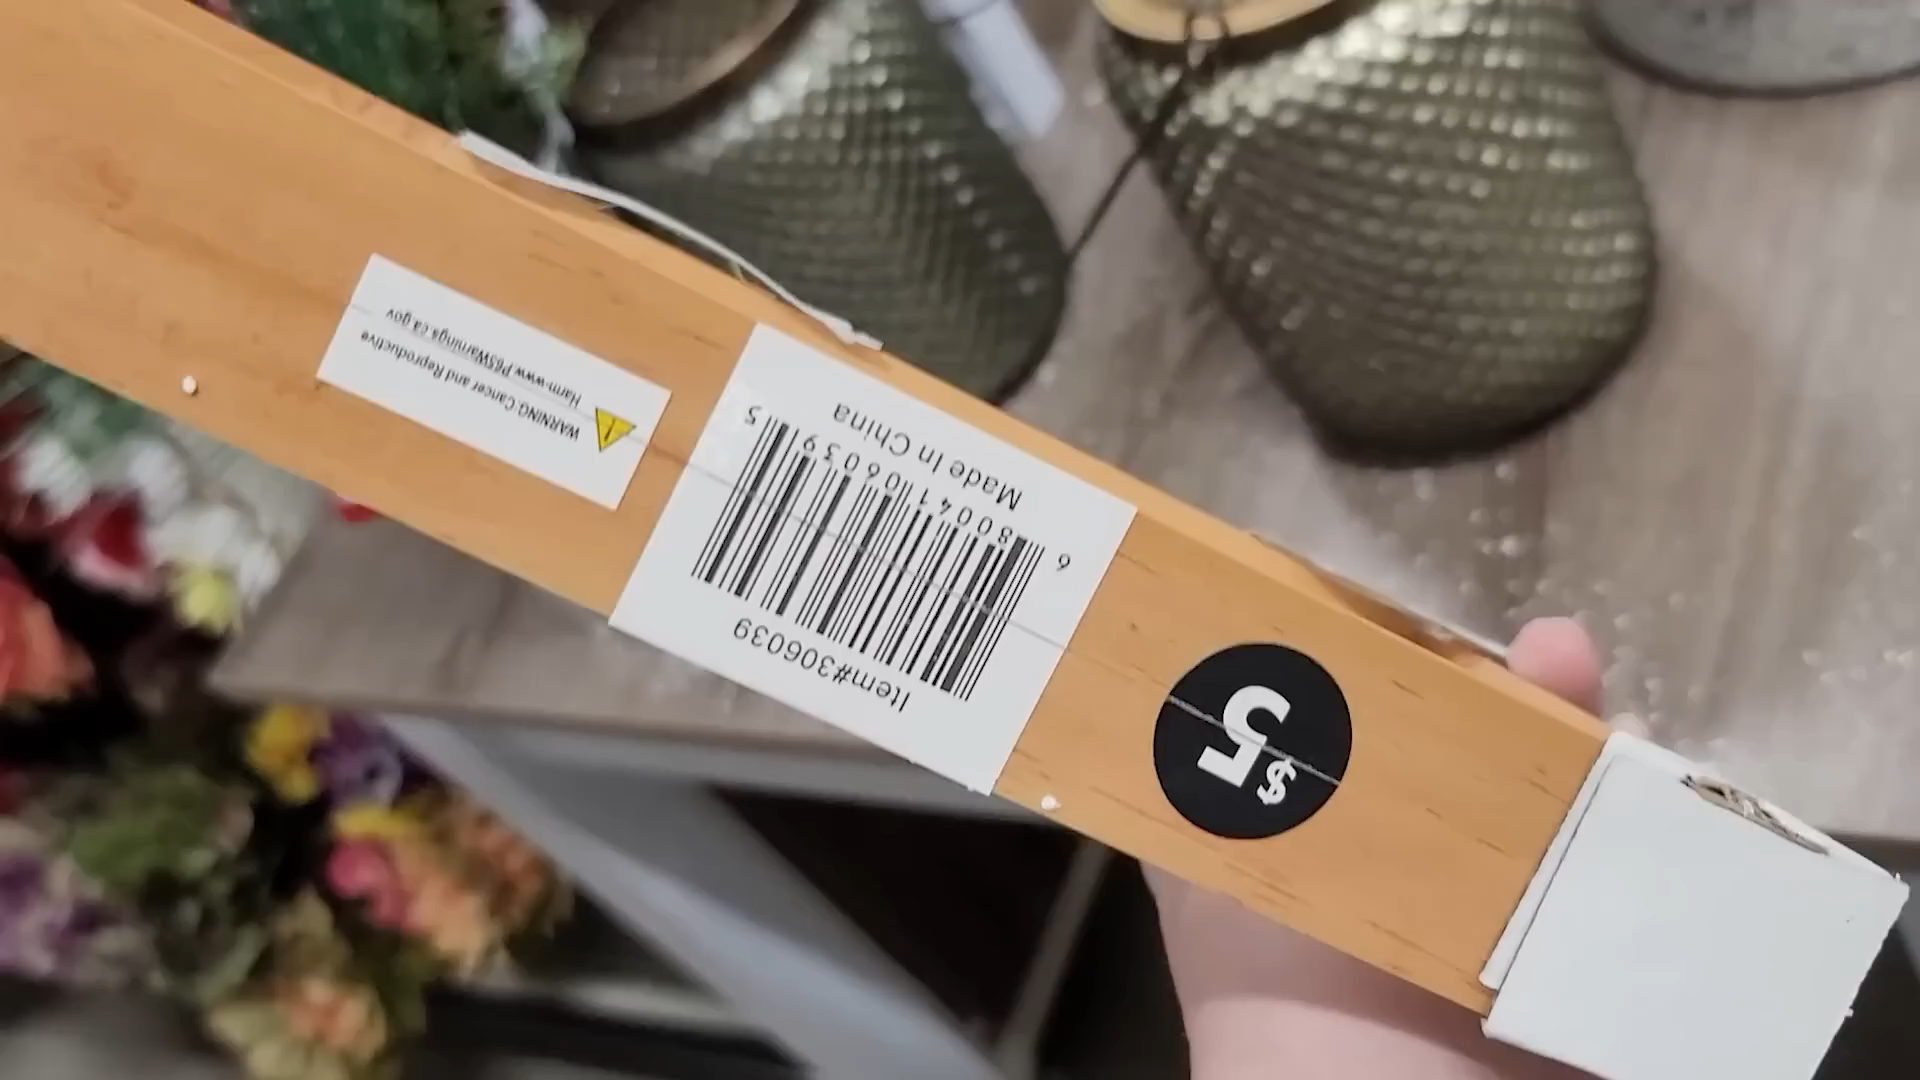 $5
Item#306039
6 80041 06039 5
Made In China
WARNING:Cancer and Reproductive
Harm-www.P65Warnings.ca.gov